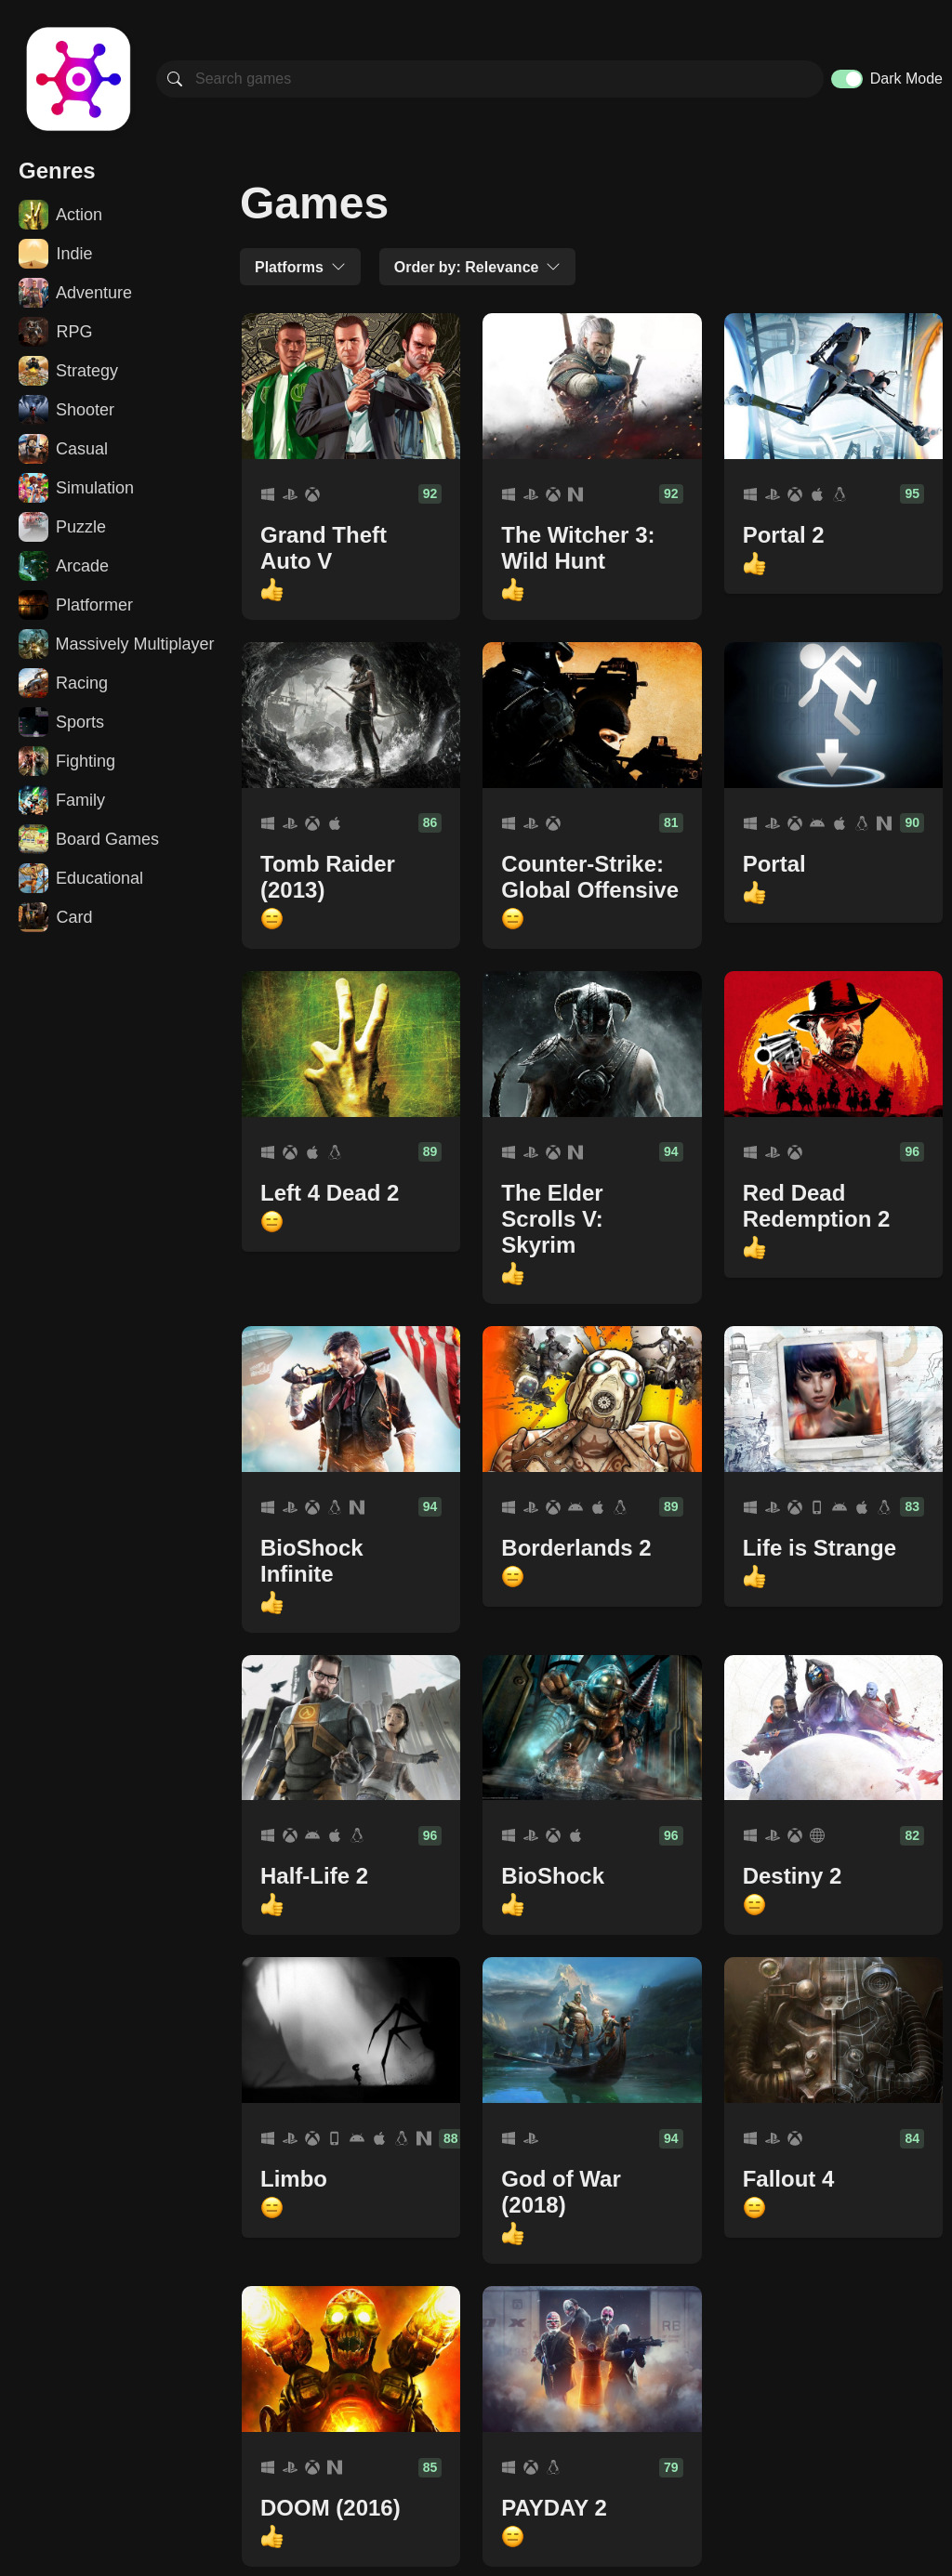 Search games
Dark Mode
Genres
Action
Indie
Adventure
RPG
Strategy
Shooter
Casual
Simulation
Puzzle
Arcade
Platformer
Massively Multiplayer
Racing
Sports
Fighting
Family
Board Games
Educational
Card
Games
Platforms
Order by: Relevance
92
Grand Theft
Auto V
92
The Witcher 3:
Wild Hunt
95
Portal 2
86
Tomb Raider
(2013)
81
Counter-Strike:
Global Offensive
90
Portal
89
Left 4 Dead 2
94
The Elder
Scrolls V:
Skyrim
96
Red Dead
Redemption 2
94
BioShock
Infinite
89
Borderlands 2
83
Life is Strange
96
Half-Life 2
96
BioShock
82
Destiny 2
88
Limbo
94
God of War
(2018)
84
Fallout 4
85
DOOM (2016)
79
PAYDAY 2